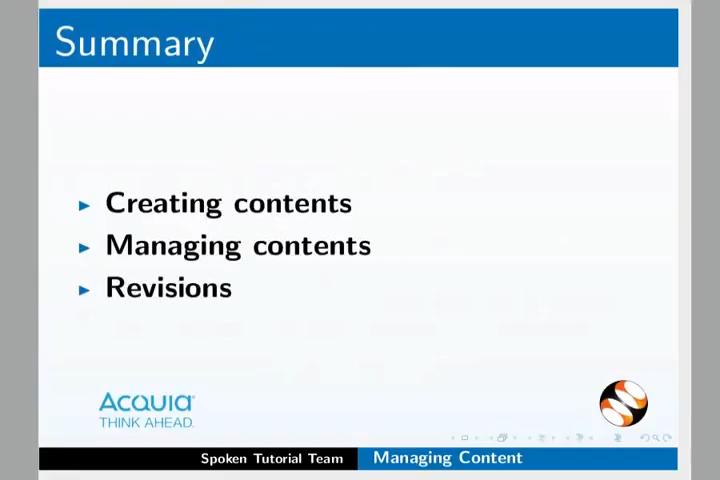 Summary
Creating contents
Managing contents
Revisions
ACQUIA
THINK AHEAD.
Spoken Tutorial Team Managing Content